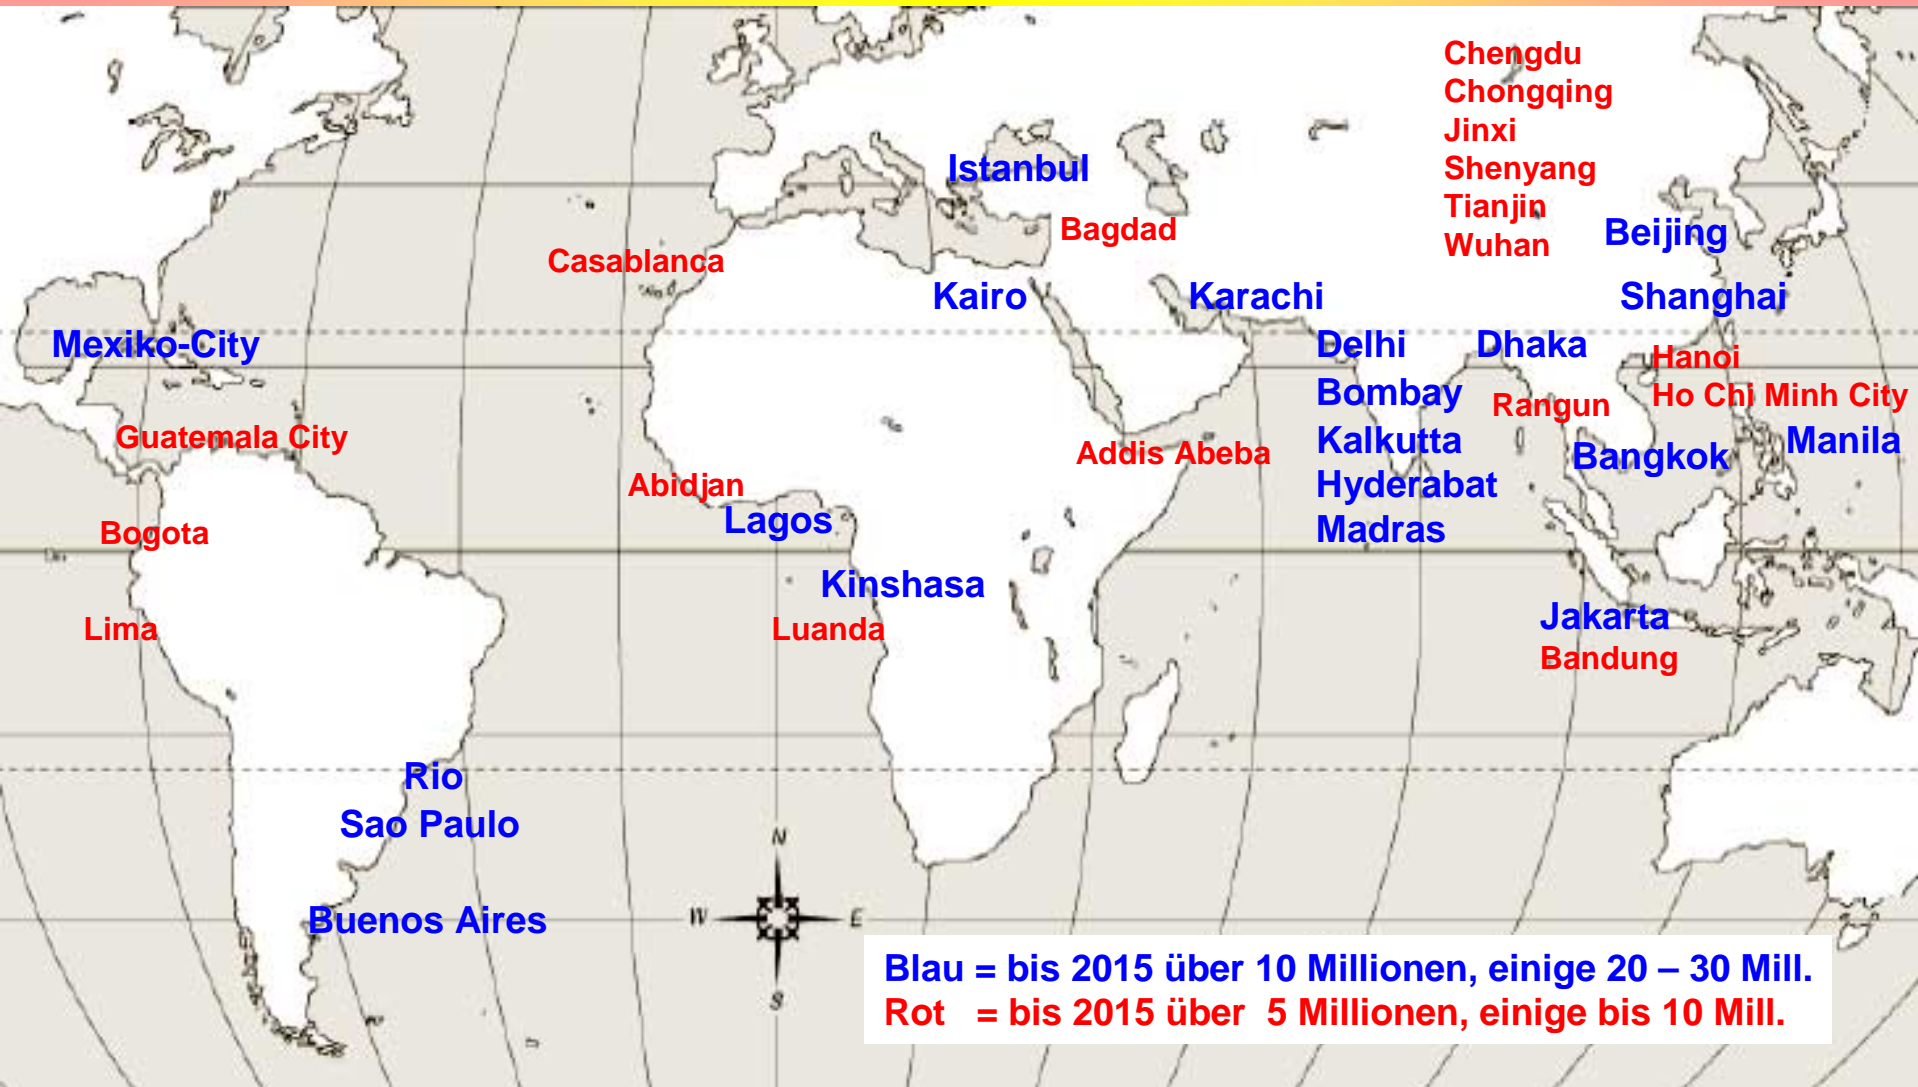 Chengdu
Chongqing
Jinxi
Shenyang
Tianjin
Wuhan
Istanbul
Bagdad
Beijing
Casablanca
Kairo
Karachi
Shanghai
Mexiko-City
Delhi
Dhaka
Hanoi
Bombay
Rangun
Ho Chi Minh City
Guatemala City
Kalkutta
Manila
Addis Abeba
Bangkok
Abidjan
Hyderabat
Lagos
Madras
Bogota
Kinshasa
Jakarta
Lima
Luanda
Bandung
Rio
Sao Paulo
N
Buenos Aires
W
E
S
Blau = bis 2015 über 10 Millionen, einige 20 – 30 Mill.
Rot = bis 2015 über 5 Millionen, einige bis 10 Mill.